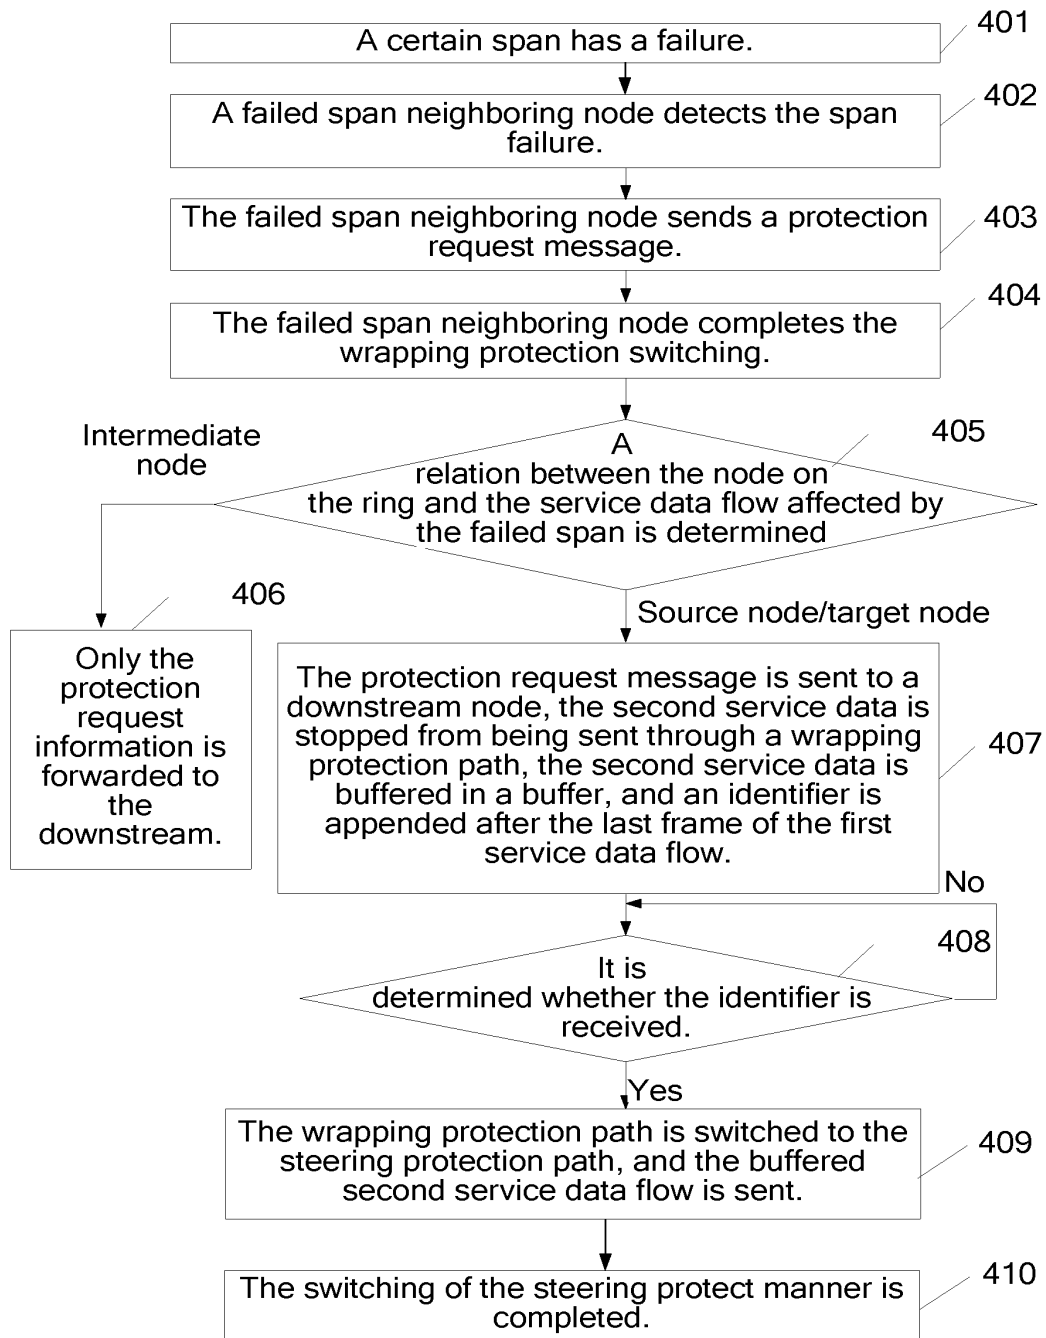 A certain span has a failure.
401
A failed span neighboring node detects the span
failure.
402
The failed span neighboring node sends a protection
request message.
403
The failed span neighboring node completes the
wrapping protection switching.
404
Intermediate
node
A
relation between the node on
the ring and the service data flow affected by
the failed span is determined
405
406
Only the
protection
request
information is
forwarded to
the
downstream.
Source node/target node
The protection request message is sent to a
downstream node, the second service data is
stopped from being sent through a wrapping
protection path, the second service data is
buffered in a buffer, and an identifier is
appended after the last frame of the first
service data flow.
407
No
It is
determined whether the identifier is
received.
408
Yes
The wrapping protection path is switched to the
steering protection path, and the buffered
second service data flow is sent.
409
The switching of the steering protect manner is
completed.
410